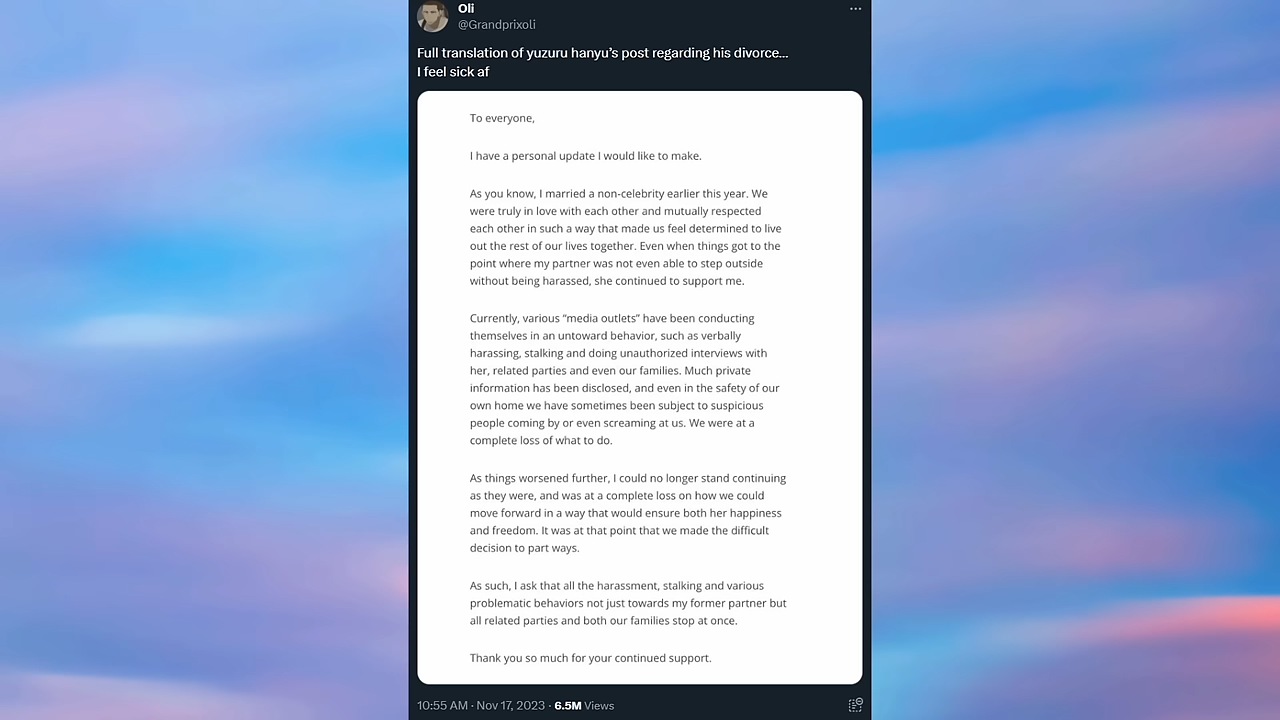 Oli
@Grandprixoli
Full translation of yuzuru hanyu's post regarding his divorce...
I feel sick af
To everyone,
I have a personal update I would like to make.
As you know, I married a non-celebrity earlier this year. We
were truly in love with each other and mutually respected
each other in such a way that made us feel determined to live
out the rest of our lives together. Even when things got to the
point where my partner was not even able to step outside
without being harassed, she continued to support me.
Currently, various “media outlets” have been conducting
themselves in an untoward behavior, such as verbally
harassing, stalking and doing unauthorized interviews with
her, related parties and even our families. Much private
information has been disclosed, and even in the safety of our
own home we have sometimes been subject to suspicious
people coming by or even screaming at us. We were at a
complete loss of what to do.
As things worsened further, I could no longer stand continuing
as they were, and was at a complete loss on how we could
move forward in a way that would ensure both her happiness
and freedom. It was at that point that we made the difficult
decision to part ways.
As such, I ask that all the harassment, stalking and various
problematic behaviors not just towards my former partner but
all related parties and both our families stop at once.
Thank you so much for your continued support.
10:55 AM · Nov 17, 2023 · 6.5M Views